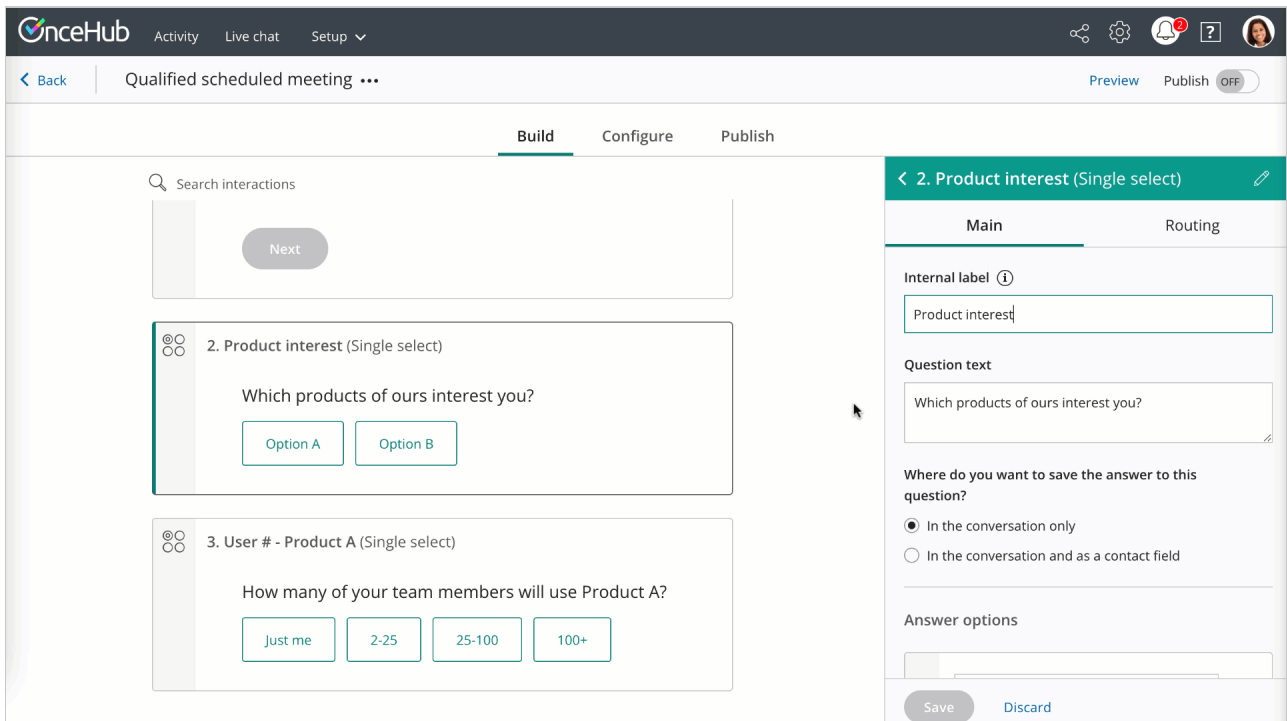 OnceHub Activity Live chat Setup 2 ?
Back Qualified scheduled meeting ••• Preview Publish OFF
Build Configure Publish
Search interactions
Next
2. Product interest (Single select)
Which products of ours interest you?
Option A Option B
3. User # - Product A (Single select)
How many of your team members will use Product A?
Just me 2-25 25-100 100+
2. Product interest (Single select)
Main Routing
Internal label i
Product interest
Question text
Which products of ours interest you?
Where do you want to save the answer to this
question?
In the conversation only
In the conversation and as a contact field
Answer options
Save Discard